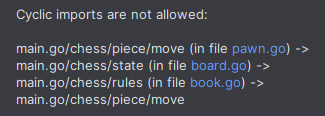 Cyclic imports are not allowed:
main.go/chess/piece/move (in file pawn.go) ->
main.go/chess/state (in file board.go) ->
main.go/chess/rules (in file book.go) ->
main.go/chess/piece/move